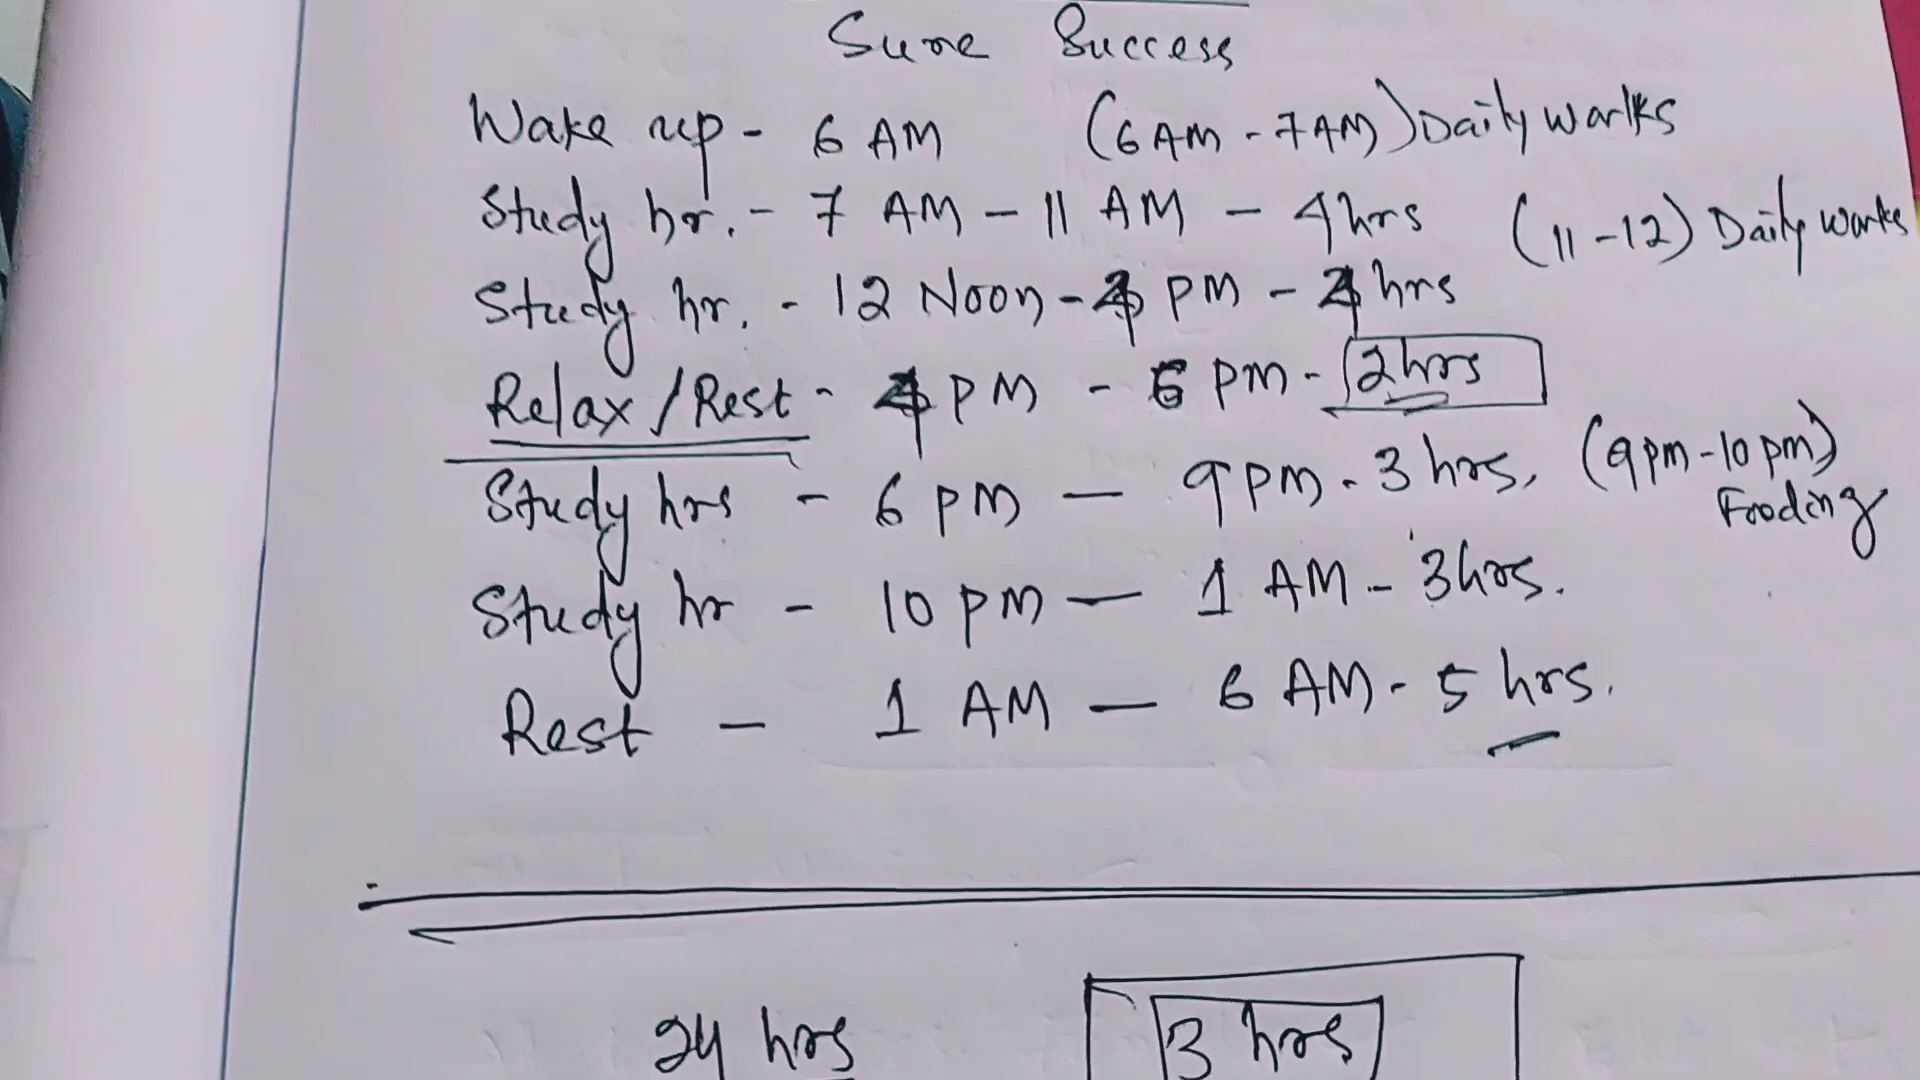 Sure Success
Wake up - 6 AM (6 AM - 7 AM) Daily works
Study hr. - 7 AM - 11 AM - 4 hrs (11 - 12) Daily works
Study hr. - 12 Noon - 4 PM - 4 hrs
Relax / Rest - 4 PM - 6 PM - 2 hrs
Study hrs - 6 PM - 9 PM - 3 hrs, (9 PM - 10 PM)
Fooding
Study hr - 10 PM - 1 AM - 3 hrs.
Rest - 1 AM - 6 AM - 5 hrs.
24 hrs 3 hrs